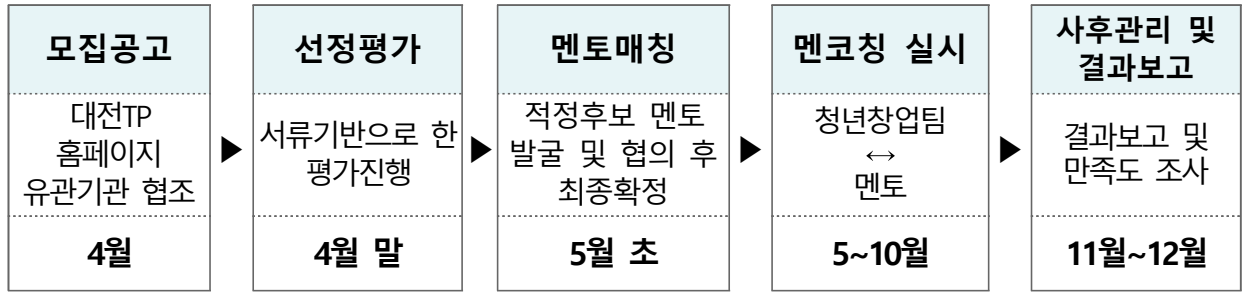 모집공고
대전TP
홈페이지
유관기관 협조
4월
▶
선정평가
서류기반으로 한
평가진행
4월 말
▶
멘토매칭
적정후보 멘토
발굴 및 협의 후
최종확정
5월 초
▶
멘코칭 실시
청년창업팀
↔
멘토
5~10월
▶
사후관리 및
결과보고
결과보고 및
만족도 조사
11월~12월